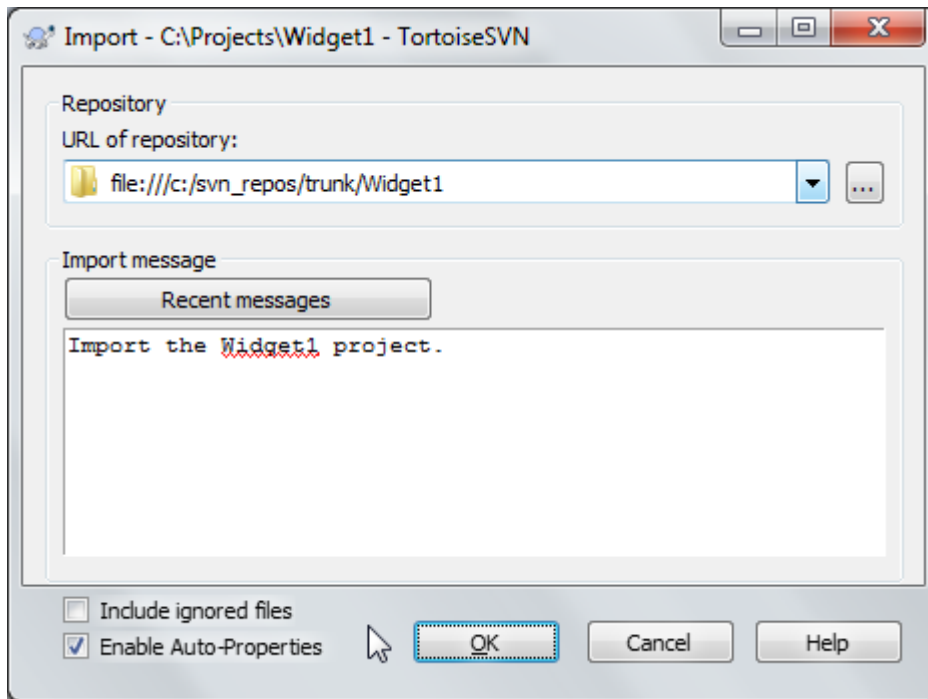 Import - C:\Projects\Widget1 - TortoiseSVN
Repository
URL of repository:
file:///c:/svn_repos/trunk/Widget1
...
Import message
Recent messages
Import the Widget1 project.
Include ignored files
Enable Auto-Properties
OK
Cancel
Help